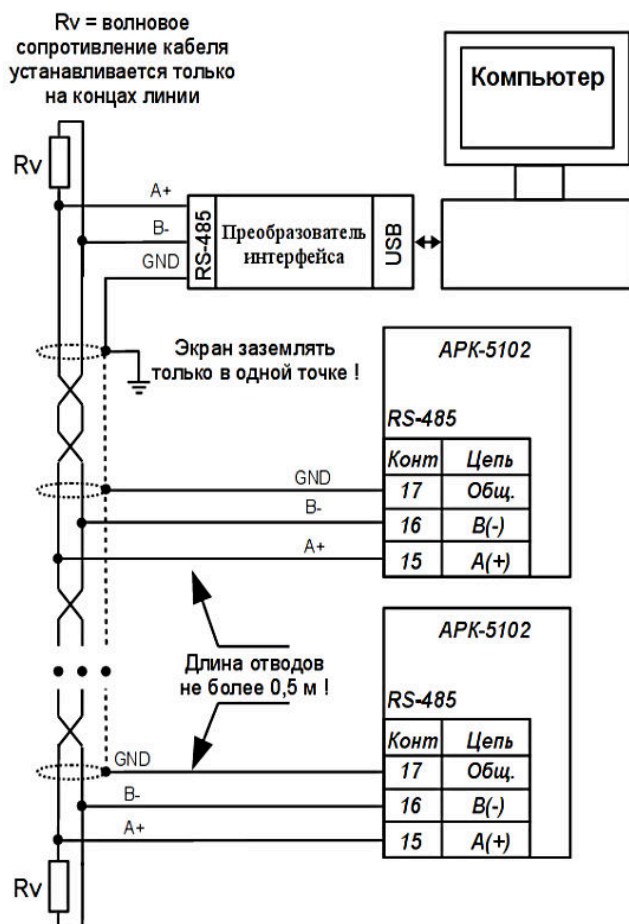 Rv = волновое
сопротивление кабеля
устанавливается только
на концах линии
Компьютер
Rv
A+
B-
GND
RS-485
Преобразователь
интерфейса
USB
Экран заземлять
только в одной точке !
АРК-5102
RS-485
Конт Цепь
17 Общ.
16 В(-)
15 А(+)
GND
B-
A+
Длина отводов
не более 0,5 м !
АРК-5102
RS-485
Конт Цепь
17 Общ.
16 В(-)
15 А(+)
GND
B-
A+
Rv